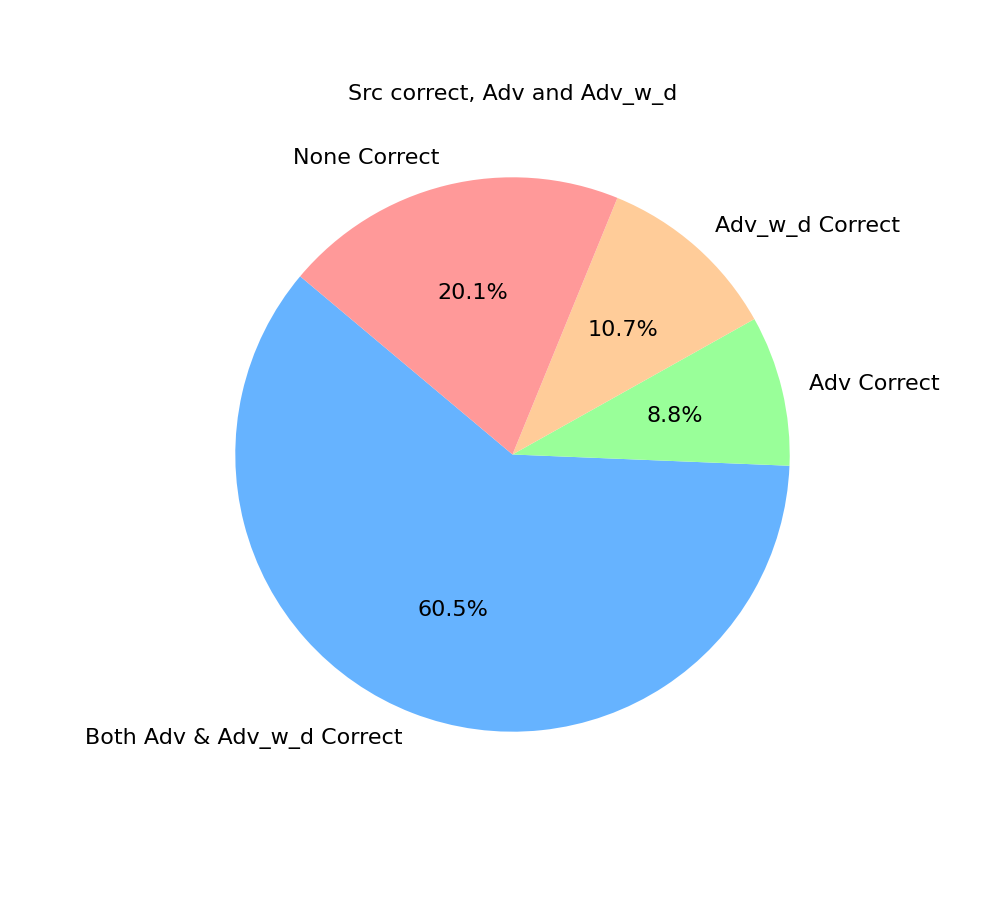 Src correct, Adv and Adv_w_d
None Correct
Adv_w_d Correct
20.1%
10.7%
Adv Correct
8.8%
60.5%
Both Adv & Adv_w_d Correct